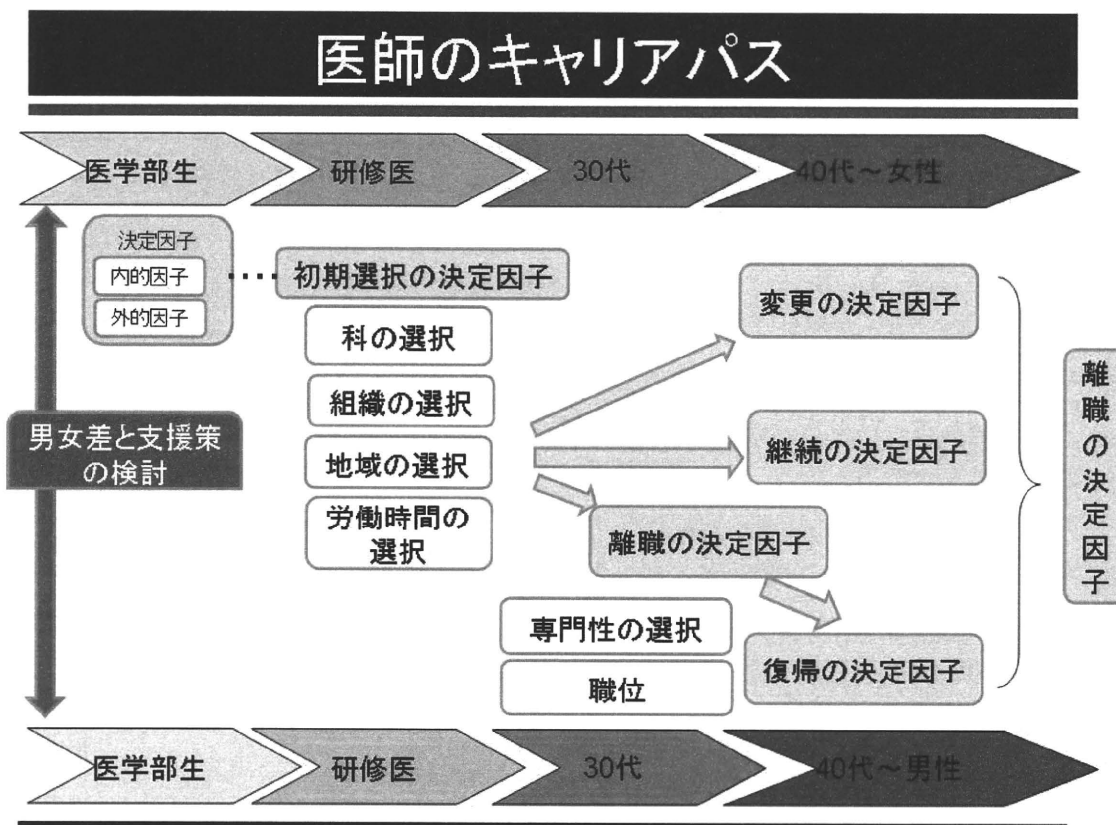 医師のキャリアパス
医学部生
研修医
30代
40代～女性
決定因子
内的因子
外的因子
初期選択の決定因子
科の選択
組織の選択
地域の選択
労働時間の
選択
男女差と支援策
の検討
変更の決定因子
継続の決定因子
離職の決定因子
専門性の選択
職位
復帰の決定因子
離職の決定因子
医学部生
研修医
30代
40代～男性